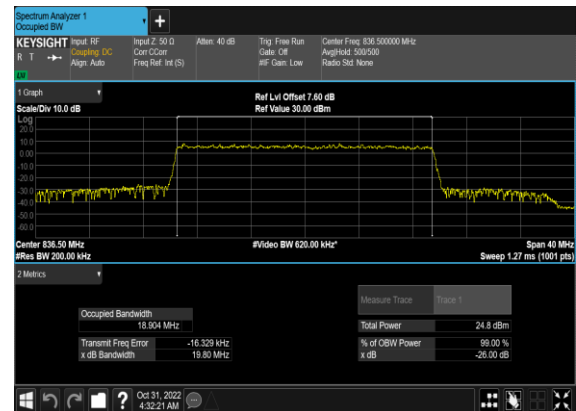 Spectrum Analyzer 1
Occupied BW
+
KEYSIGHT Input: RF Input Z: 50 Ω Atten: 40 dB Trig: Free Run Center Freq: 836.500000 MHz
R T Coupling: DC Corr CCorr Gate: Off Avg|Hold: 500/500
Align: Auto Freq Ref: Int (S) #IF Gain: Low Radio Std: None
LXI
1 Graph
Ref Lvl Offset 7.60 dB
Scale/Div 10.0 dB Ref Value 30.00 dBm
Log
20.0
10.0
0.00
-10.0
-20.0
-30.0
-40.0
-50.0
-60.0
Center 836.50 MHz #Video BW 620.00 kHz* Span 40 MHz
#Res BW 200.00 kHz Sweep 1.27 ms (1001 pts)
2 Metrics
Measure Trace Trace 1
Occupied Bandwidth
18.904 MHz Total Power 24.8 dBm
Transmit Freq Error -16.329 kHz % of OBW Power 99.00 %
x dB Bandwidth 19.80 MHz x dB -26.00 dB
? Oct 31, 2022
4:32:21 AM